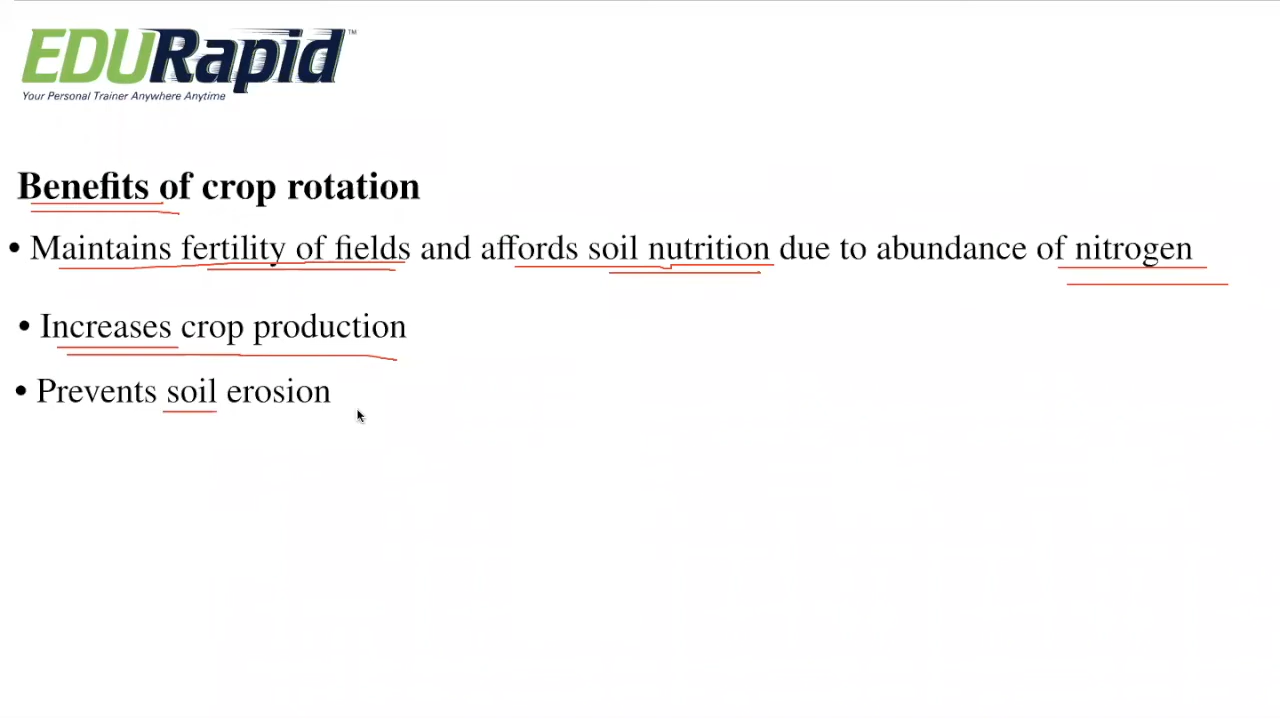 EDURapid™
Your Personal Trainer Anywhere Anytime
Benefits of crop rotation
• Maintains fertility of fields and affords soil nutrition due to abundance of nitrogen
• Increases crop production
• Prevents soil erosion